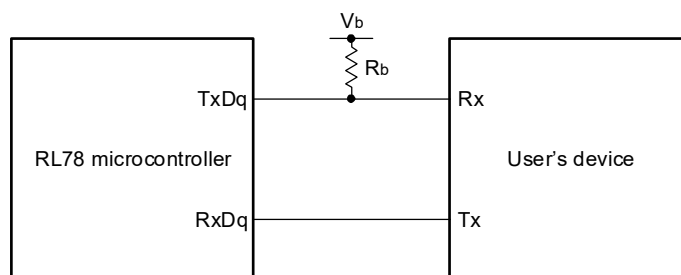 Vb
Rb
TxDq
Rx
RL78 microcontroller
User’s device
RxDq
Tx